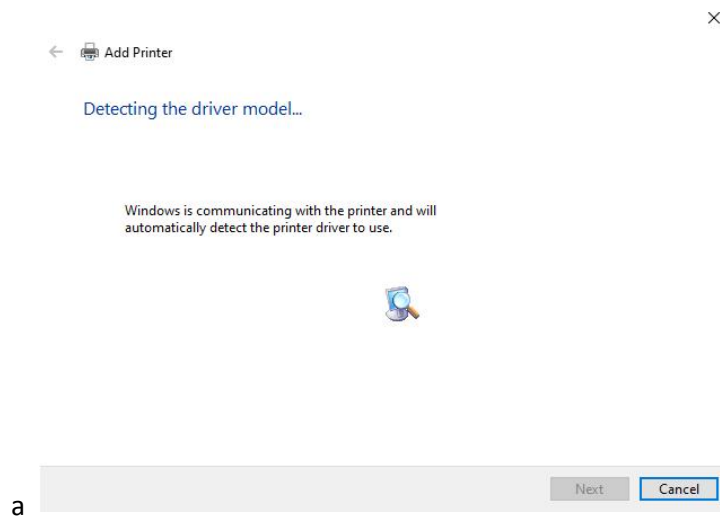 Add Printer
Detecting the driver model...
Windows is communicating with the printer and will
automatically detect the printer driver to use.
Next Cancel
a